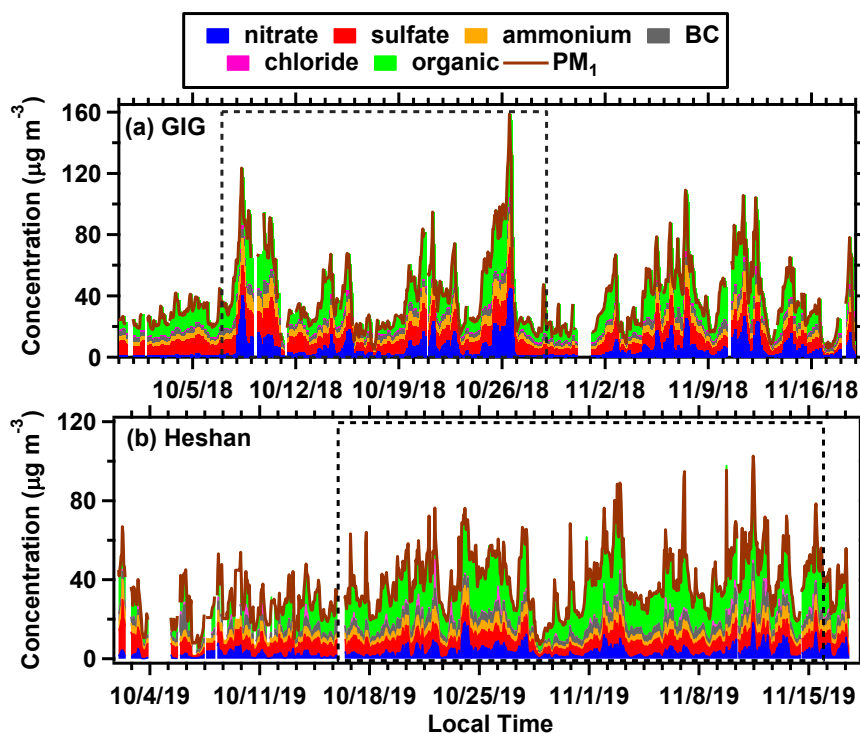 nitrate sulfate ammonium BC
chloride organic PM₁
(a) GIG
Concentration (μg m⁻³)
160
120
80
40
0
10/5/18 10/12/18 10/19/18 10/26/18 11/2/18 11/9/18 11/16/18
(b) Heshan
Concentration (μg m⁻³)
120
80
40
0
10/4/19 10/11/19 10/18/19 10/25/19 11/1/19 11/8/19 11/15/19
Local Time